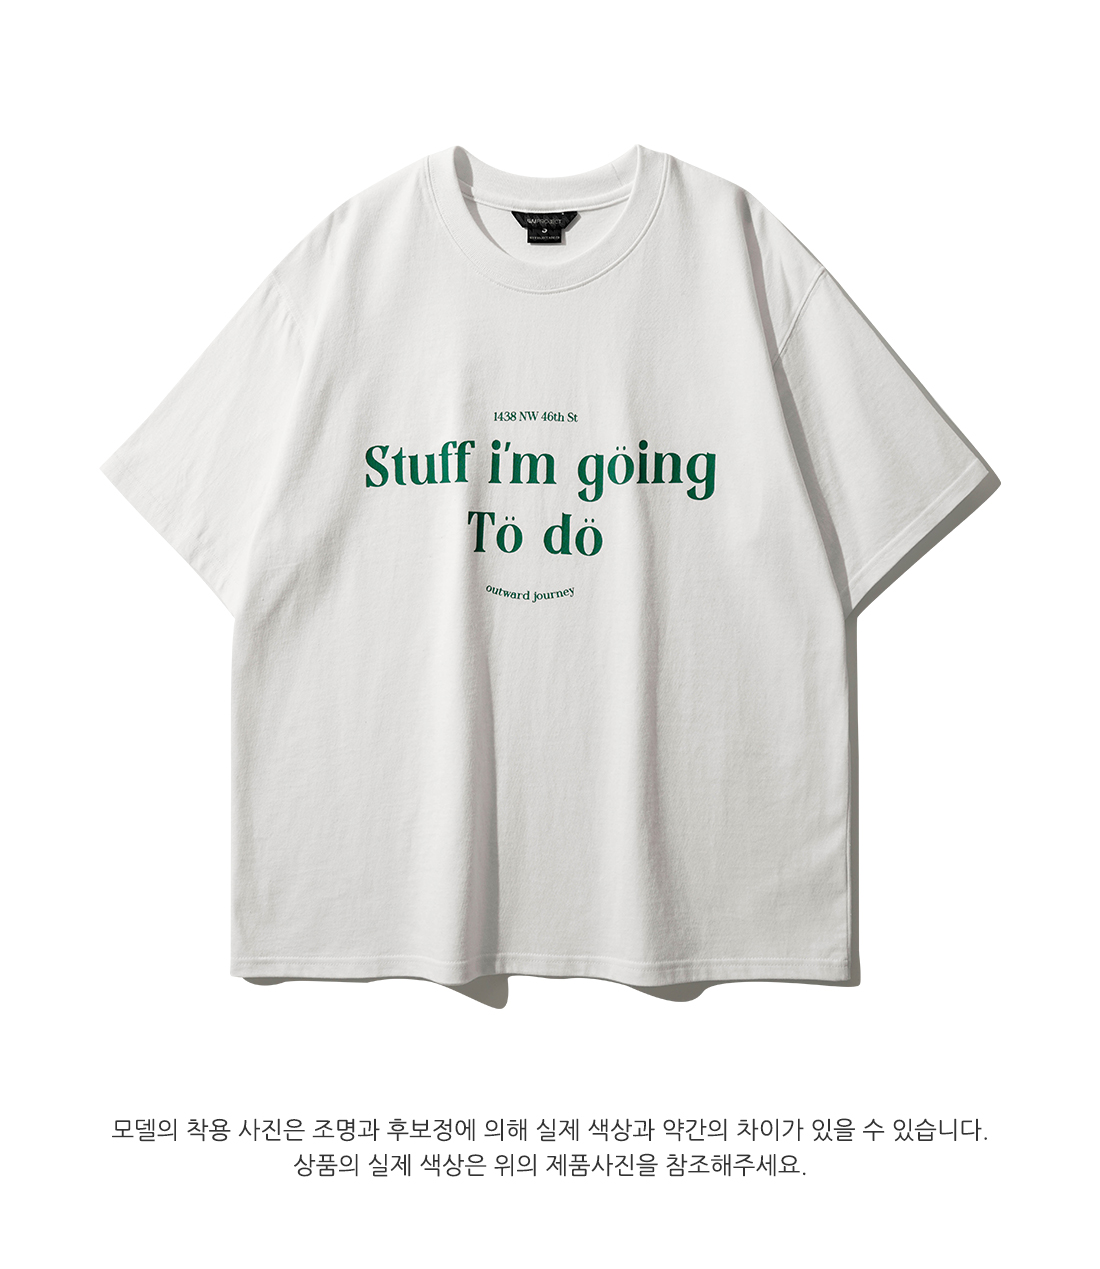 S
1438 NW 46th St
Stuff i'm göing
Tö dö
outward journey
모델의 착용 사진은 조명과 후보정에 의해 실제 색상과 약간의 차이가 있을 수 있습니다.
상품의 실제 색상은 위의 제품사진을 참조해주세요.